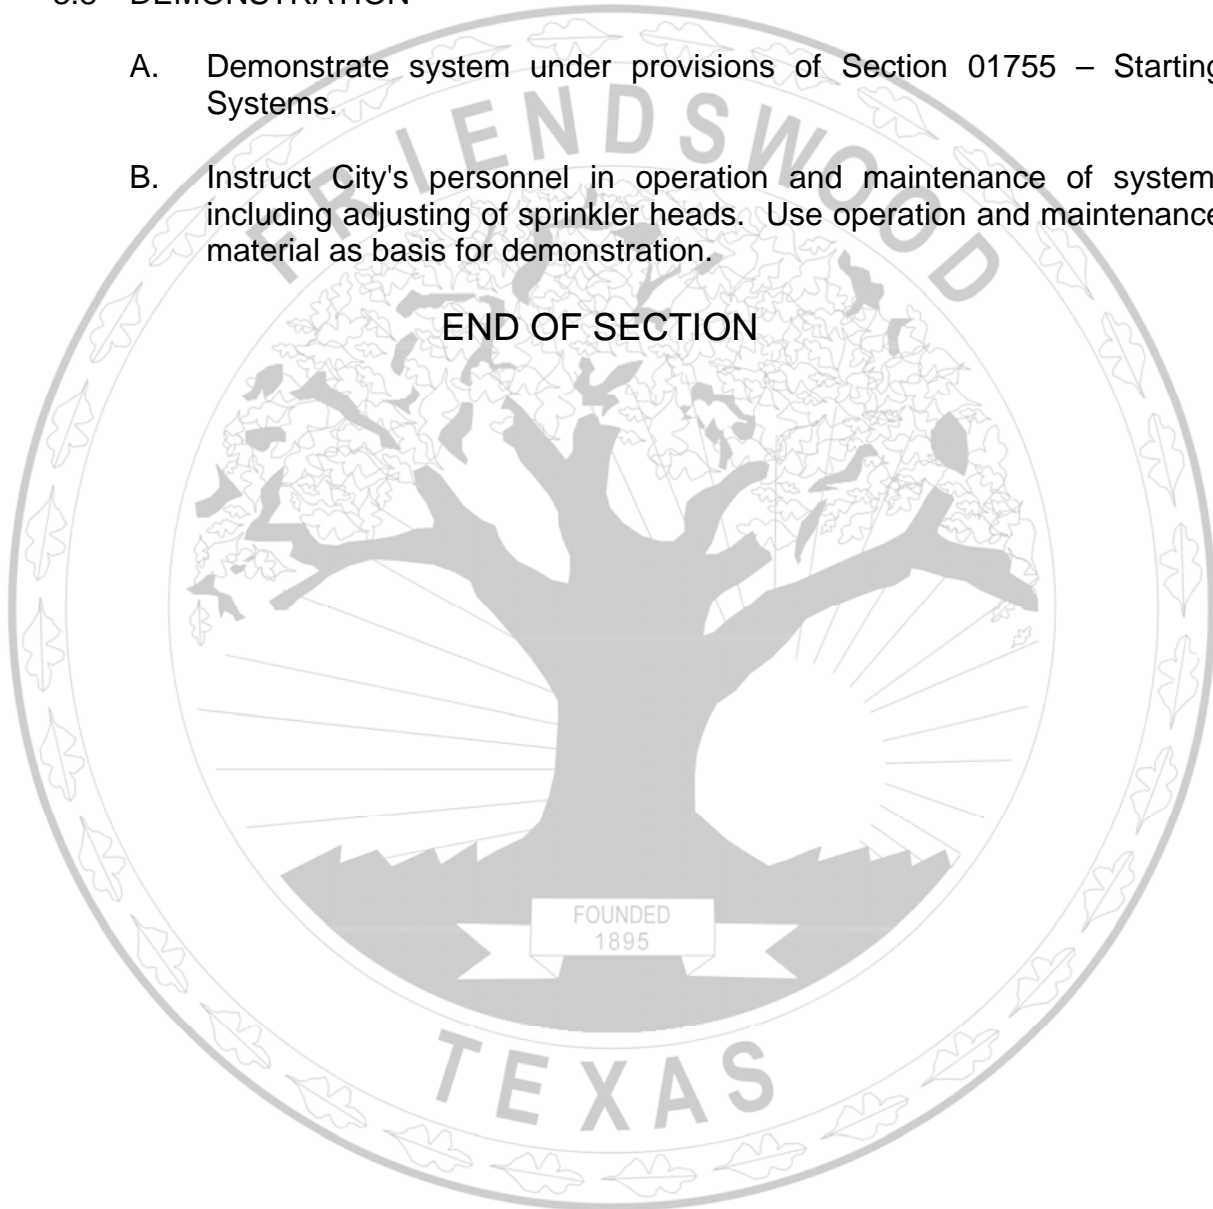 DEMONSTRATION
A. Demonstrate system under provisions of Section 01755 – Starting
Systems.
B. Instruct City's personnel in operation and maintenance of system
including adjusting of sprinkler heads. Use operation and maintenance
material as basis for demonstration.
END OF SECTION
FRIENDSWOOD
FOUNDED
1895
TEXAS